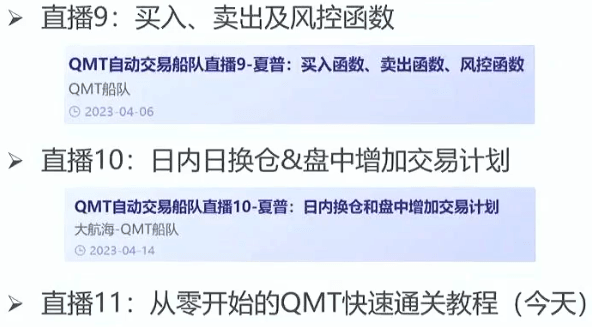 ➢ 直播9：买入、卖出及风控函数
QMT自动交易船队直播9-夏普：买入函数、卖出函数、风控函数
QMT船队
2023-04-06
➢ 直播10：日内日换仓&盘中增加交易计划
QMT自动交易船队直播10-夏普：日内换仓和盘中增加交易计划
大航海-QMT船队
2023-04-14
➢ 直播11：从零开始的QMT快速通关教程（今天）